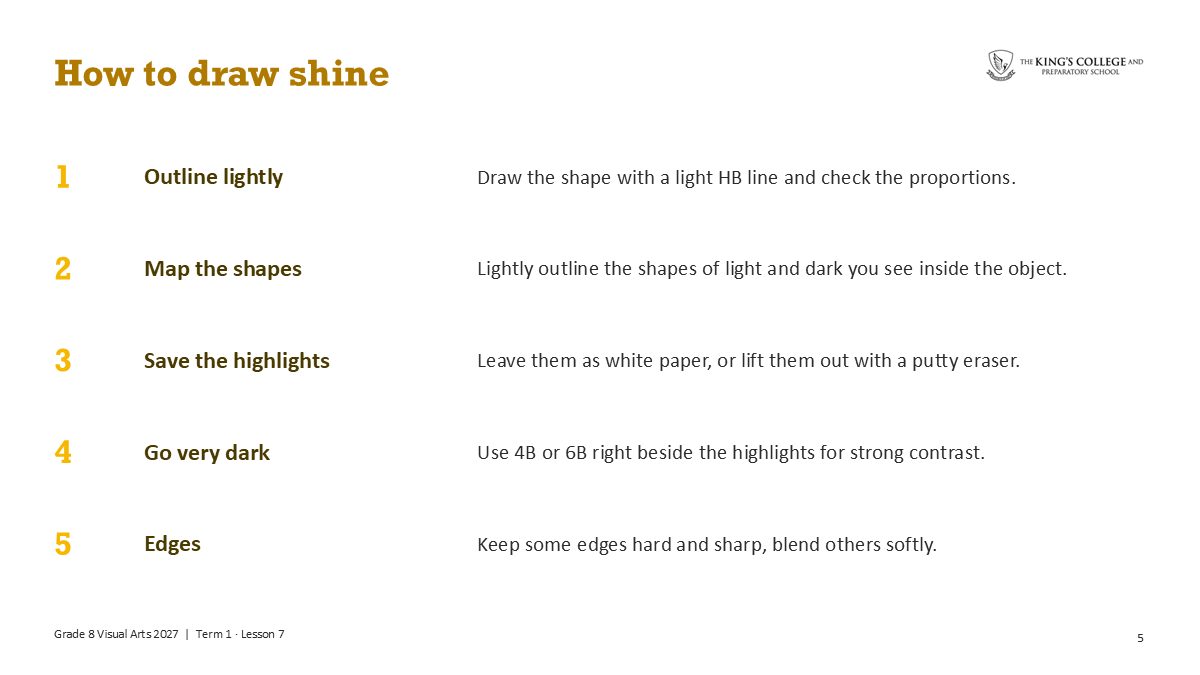 How to draw shine
THE KING'S COLLEGE AND
PREPARATORY SCHOOL
1 Outline lightly Draw the shape with a light HB line and check the proportions.
2 Map the shapes Lightly outline the shapes of light and dark you see inside the object.
3 Save the highlights Leave them as white paper, or lift them out with a putty eraser.
4 Go very dark Use 4B or 6B right beside the highlights for strong contrast.
5 Edges Keep some edges hard and sharp, blend others softly.
Grade 8 Visual Arts 2027 | Term 1 · Lesson 7
5